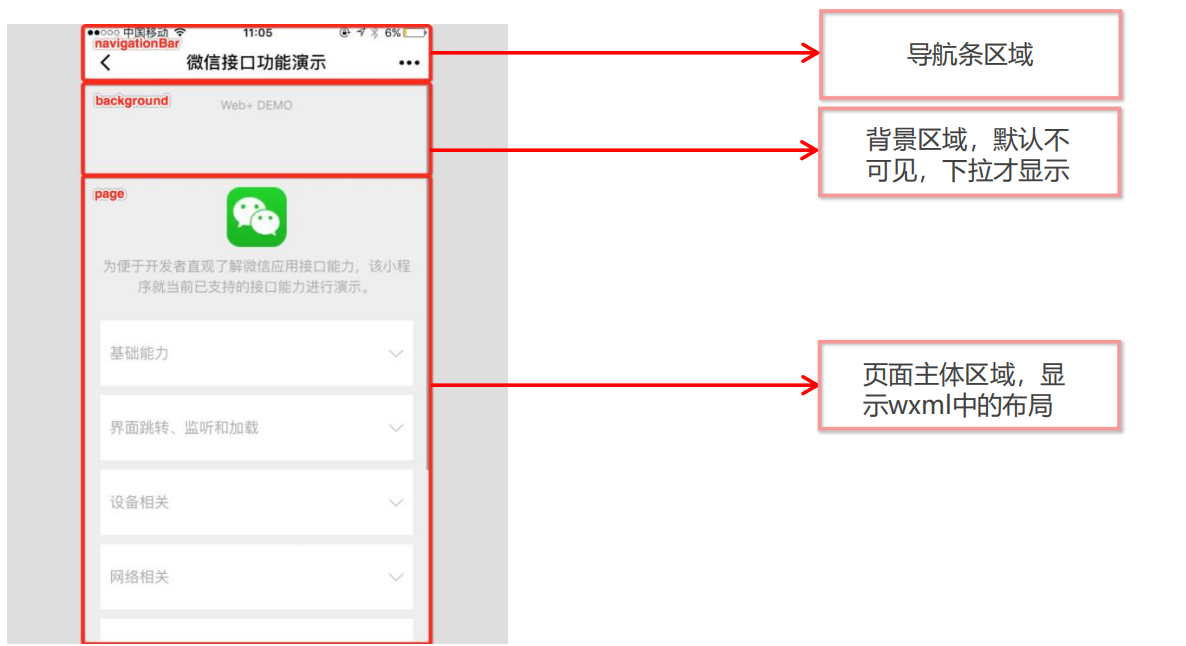 中国移动 11:05 6%
navigationBar
微信接口功能演示
导航条区域
background
Web+ DEMO
背景区域，默认不
可见，下拉才显示
page
为便于开发者直观了解微信应用接口能力，该小程
序就当前已支持的接口能力进行演示。
基础能力
页面主体区域，显
示wxml中的布局
界面跳转、监听和加载
设备相关
网络相关